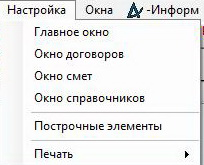 Настройка Окна -Информ
Главное окно
Окно договоров
Окно смет
Окно справочников
Построчные элементы
Печать